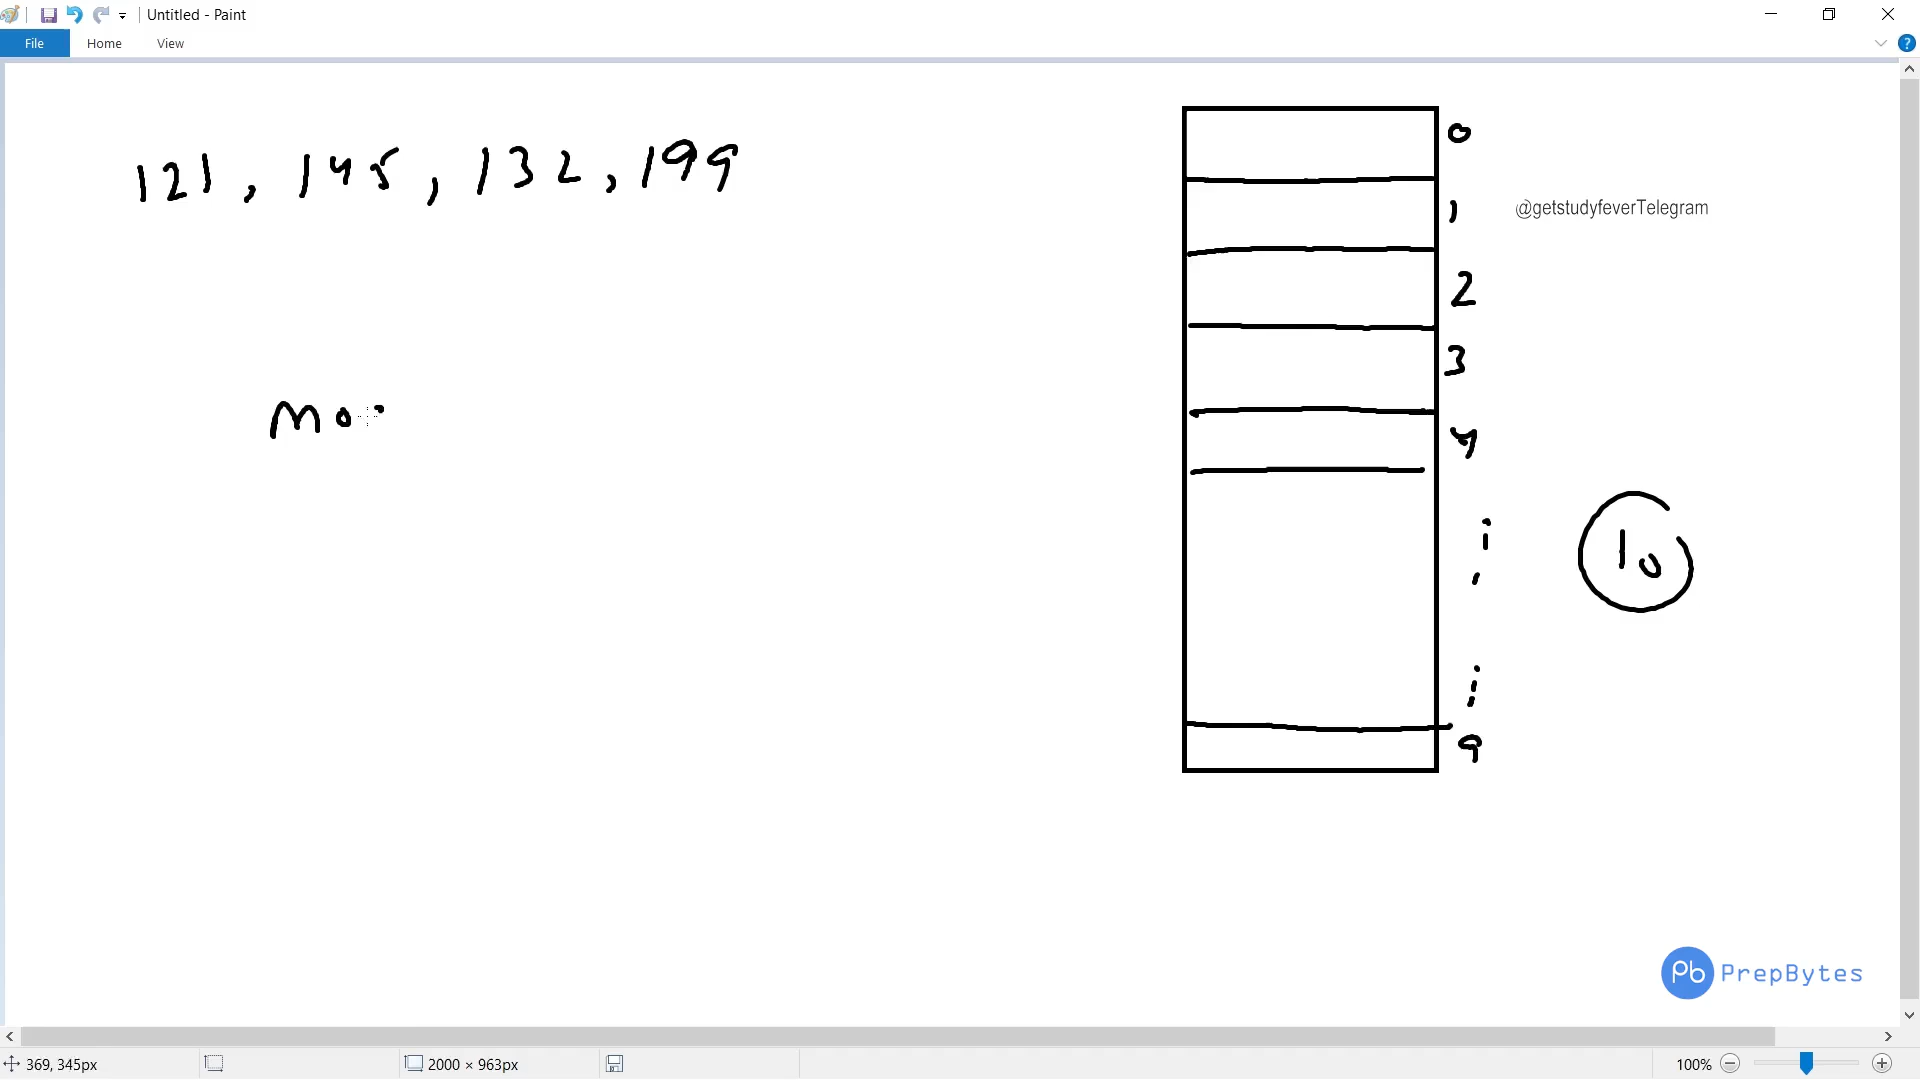 Untitled - Paint
File Home View
121, 145, 132, 199
0
1 @getstudyfeverTelegram
2
3
4
10
9
Pb PrepBytes
369, 345px 2000 × 963px 100%